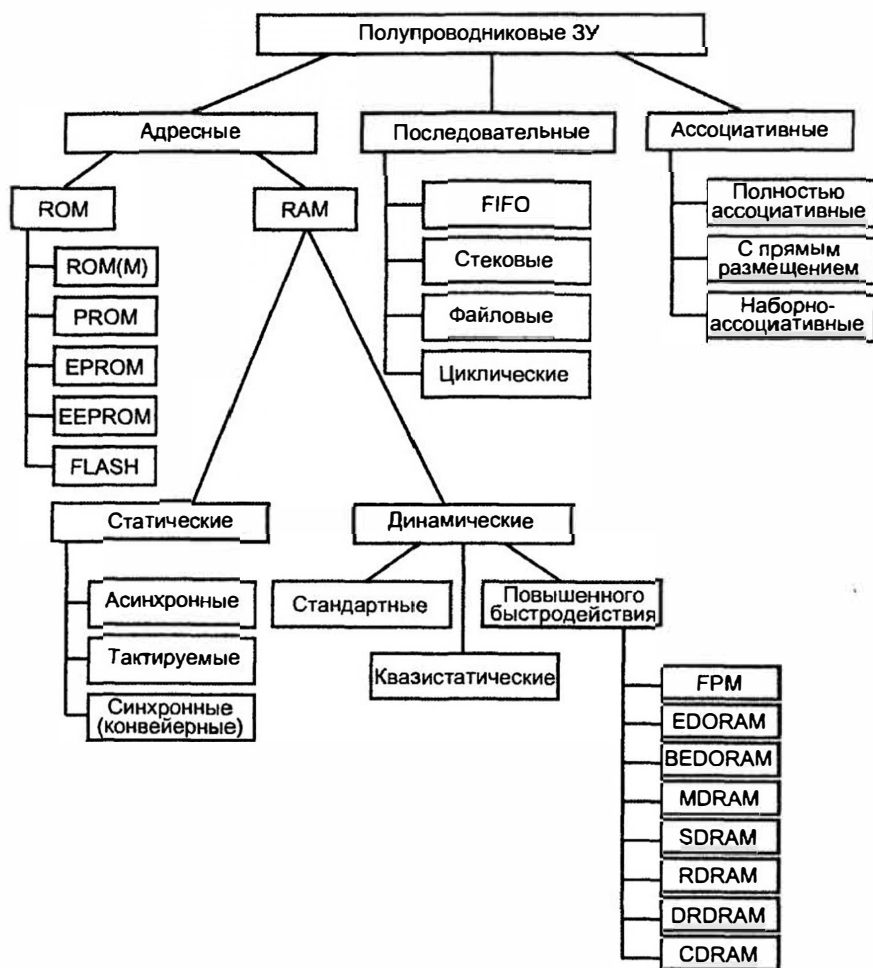 Полупроводниковые ЗУ
Адресные
Последовательные
Ассоциативные
ROM
RAM
ROM(M)
PROM
EPROM
EEPROM
FLASH
FIFO
Стековые
Файловые
Циклические
Полностью
ассоциативные
С прямым
размещением
Наборно-
ассоциативные
Статические
Динамические
Асинхронные
Тактируемые
Синхронные
(конвейерные)
Стандартные
Квазистатические
Повышенного
быстродействия
FPM
EDORAM
BEDORAM
MDRAM
SDRAM
RDRAM
DRDRAM
CDRAM